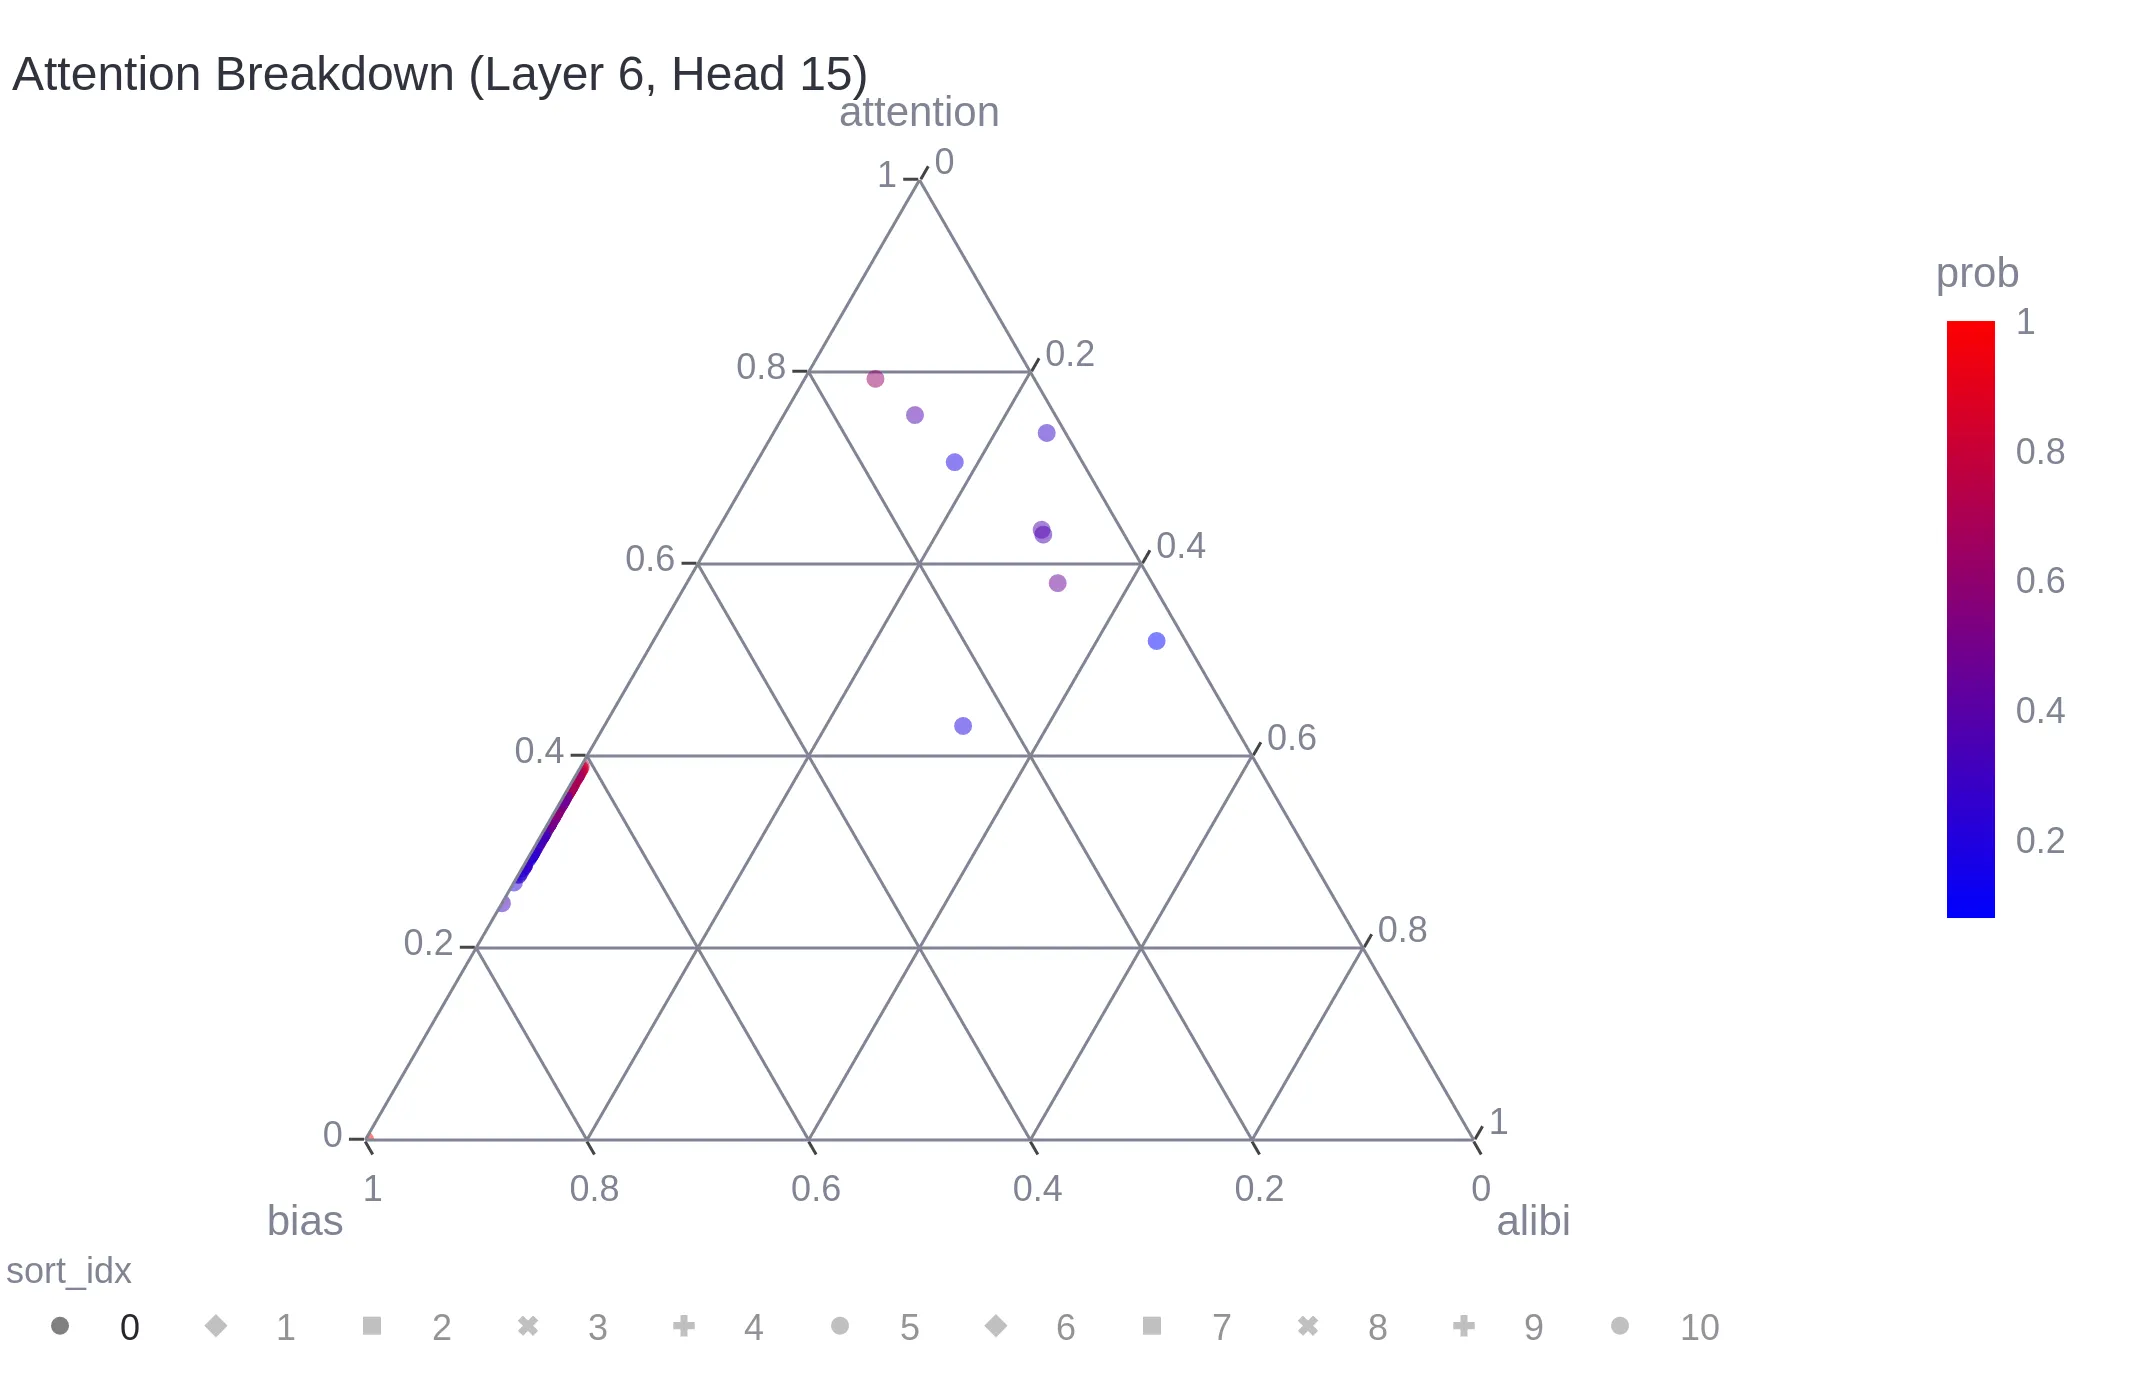 Attention Breakdown (Layer 6, Head 15)
attention
1 0
0.8 0.2
0.6 0.4
0.4 0.6
0.2 0.8
0 1
1 0.8 0.6 0.4 0.2 0
bias alibi
prob
1
0.8
0.6
0.4
0.2
sort_idx
0 1 2 3 4 5 6 7 8 9 10